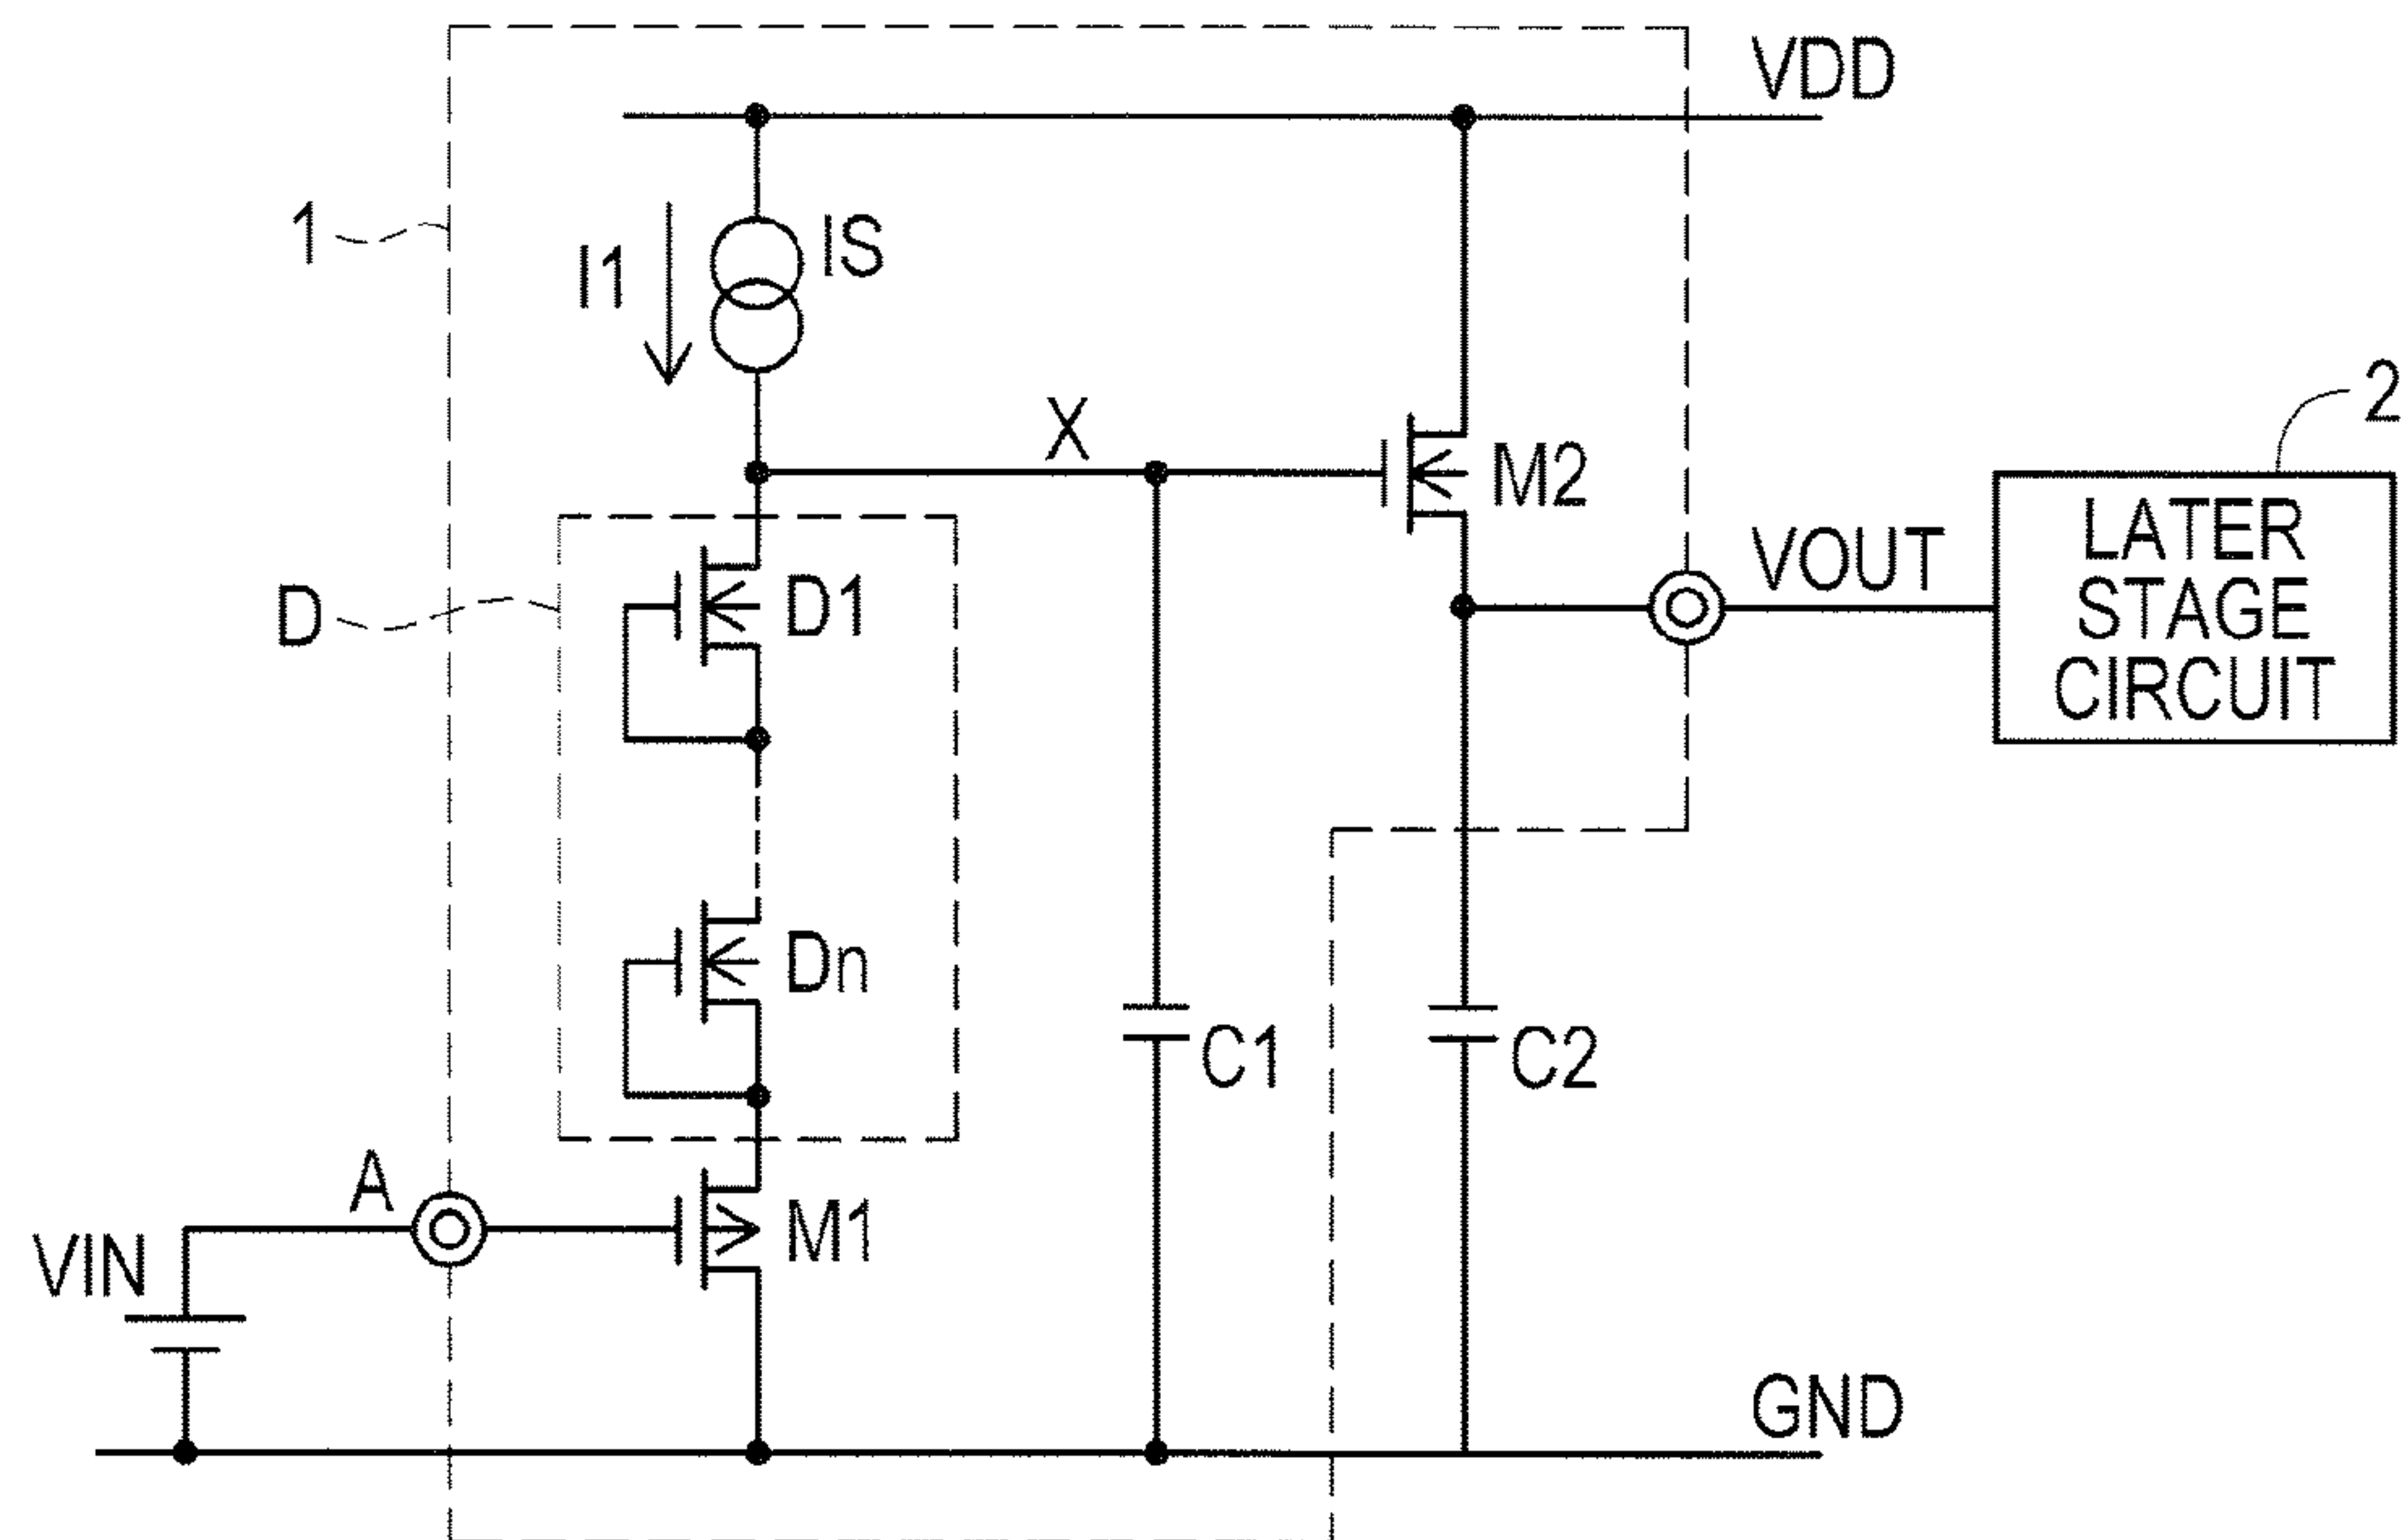 VDD
1
I1
IS
2
X
M2
LATER
STAGE
CIRCUIT
VOUT
D
D1
Dn
C1
C2
A
M1
VIN
GND